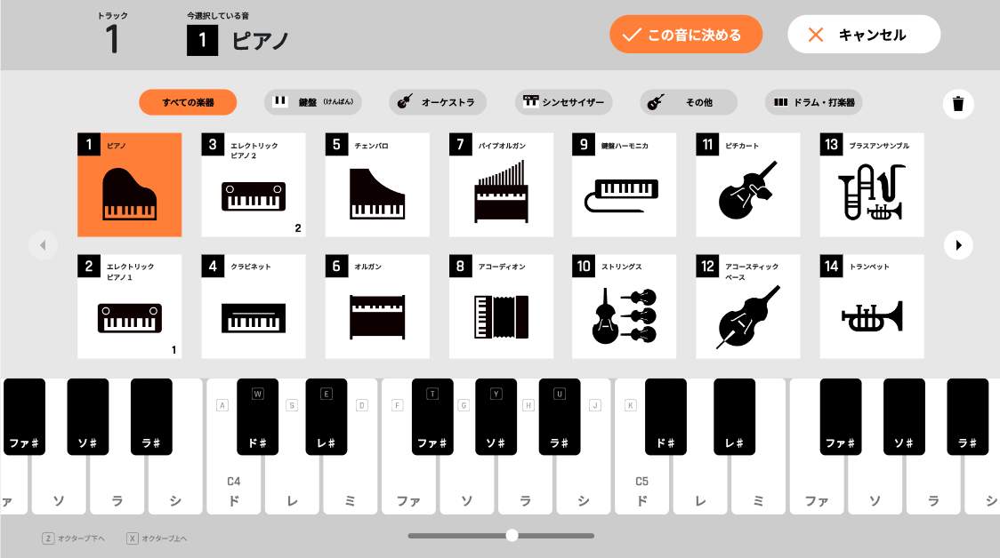 トラック
1
今選択している音
1 ピアノ
この音に決める
キャンセル
すべての楽器
鍵盤 (けんばん)
オーケストラ
シンセサイザー
その他
ドラム・打楽器
1 ピアノ
3 エレクトリック
ピアノ2
2
5 チェンバロ
7 パイプオルガン
9 鍵盤ハーモニカ
11 ピチカート
13 ブラスアンサンブル
2 エレクトリック
ピアノ1
1
4 クラビネット
6 オルガン
8 アコーディオン
10 ストリングス
12 アコースティック
ベース
14 トランペット
W E T Y U
A S D F G H J K
ファ♯ ソ♯ ラ♯ ド♯ レ♯ ファ♯ ソ♯ ラ♯ ド♯ レ♯ ファ♯ ソ♯ ラ♯
C4 C5
ァ ソ ラ シ ド レ ミ ファ ソ ラ シ ド レ ミ ファ ソ ラ シ
Z オクターブ下へ X オクターブ上へ